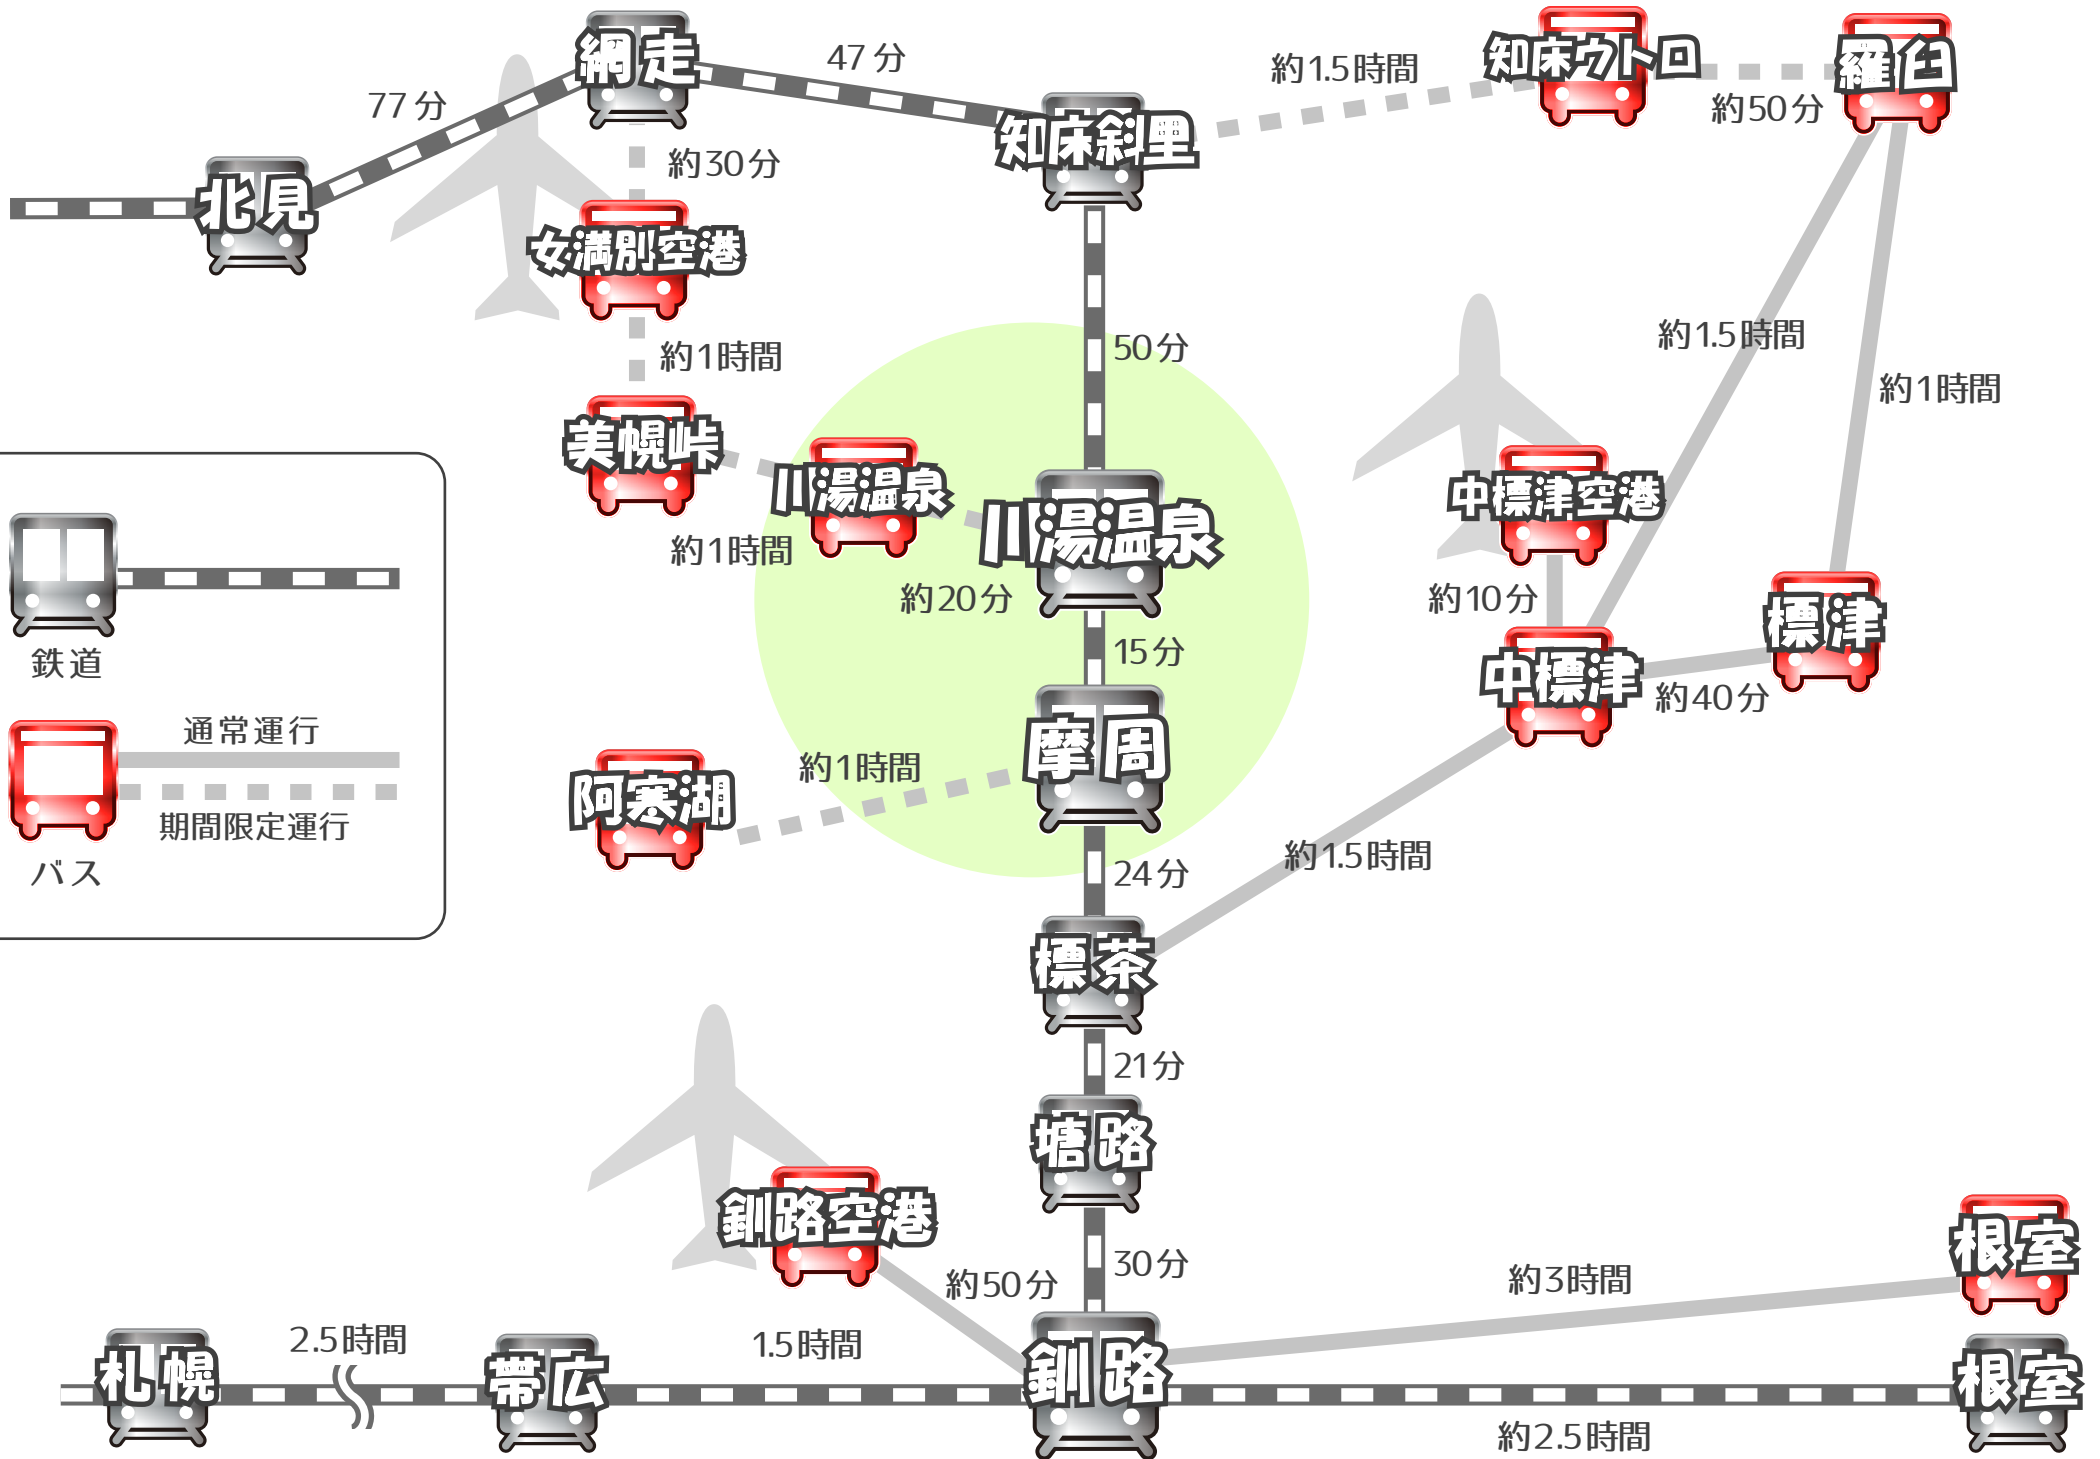 網走
47分
知床ウトロ
羅臼
約1.5時間
約50分
77分
知床斜里
約30分
北見
女満別空港
約1時間
50分
約1.5時間
約1時間
美幌峠
川湯温泉
川湯温泉
中標津空港
約1時間
約20分
約10分
標津
15分
中標津
約40分
鉄道
通常運行
期間限定運行
バス
摩周
約1時間
阿寒湖
24分
約1.5時間
標茶
21分
塘路
釧路空港
約50分
30分
根室
約3時間
札幌
2.5時間
帯広
1.5時間
釧路
根室
約2.5時間